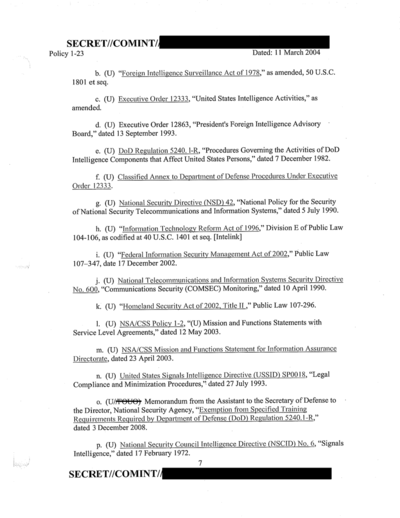 SECRET//COMINT//
Policy 1-23 Dated: 11 March 2004
b. (U) "Foreign Intelligence Surveillance Act of 1978," as amended, 50 U.S.C.
1801 et seq.
c. (U) Executive Order 12333, "United States Intelligence Activities," as
amended.
d. (U) Executive Order 12863, "President's Foreign Intelligence Advisory
Board," dated 13 September 1993.
e. (U) DoD Regulation 5240. 1-R, "Procedures Governing the Activities of DoD
Intelligence Components that Affect United States Persons," dated 7 December 1982.
f. (U) Classified Annex to Department of Defense Procedures Under Executive
Order 12333.
g. (U) National Security Directive (NSD) 42, "National Policy for the Security
of National Security Telecommunications and Information Systems," dated 5 July 1990.
h. (U) "Information Technology Reform Act of 1996," Division E of Public Law
104-106, as codified at 40 U.S.C. 1401 et seq. [Intelink]
i. (U) "Federal Information Security Management Act of 2002," Public Law
107-347, date 17 December 2002.
j. (U) National Telecommunications and Information Systems Security Directive
No. 600, "Communications Security (COMSEC) Monitoring," dated 10 April 1990.
k. (U) "Homeland Security Act of 2002, Title II," Public Law 107-296.
l. (U) NSA/CSS Policy 1-2, "(U) Mission and Functions Statements with
Service Level Agreements," dated 12 May 2003.
m. (U) NSA/CSS Mission and Functions Statement for Information Assurance
Directorate, dated 23 April 2003.
n. (U) United States Signals Intelligence Directive (USSID) SP0018, "Legal
Compliance and Minimization Procedures," dated 27 July 1993.
o. (U//FOUO) Memorandum from the Assistant to the Secretary of Defense to
the Director, National Security Agency, "Exemption from Specified Training
Requirements Required by Department of Defense (DoD) Regulation 5240.1-R,"
dated 3 December 2008.
p. (U) National Security Council Intelligence Directive (NSCID) No. 6, "Signals
Intelligence," dated 17 February 1972.
7
SECRET//COMINT//